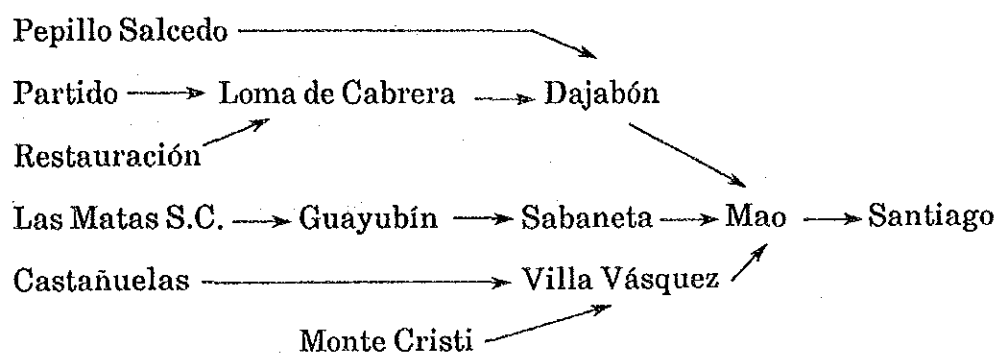 Pepillo Salcedo
Partido Loma de Cabrera Dajabón
Restauración
Las Matas S.C. Guayubín Sabaneta Mao Santiago
Castañuelas Villa Vásquez
Monte Cristi